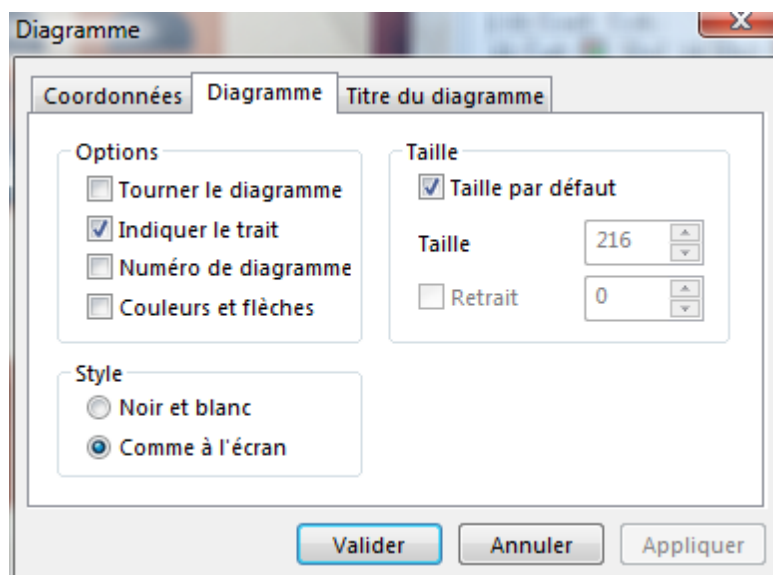 Diagramme
Coordonnées Diagramme Titre du diagramme
Options
Tourner le diagramme
Indiquer le trait
Numéro de diagramme
Couleurs et flèches
Taille
Taille par défaut
Taille 216
Retrait 0
Style
Noir et blanc
Comme à l'écran
Valider Annuler Appliquer